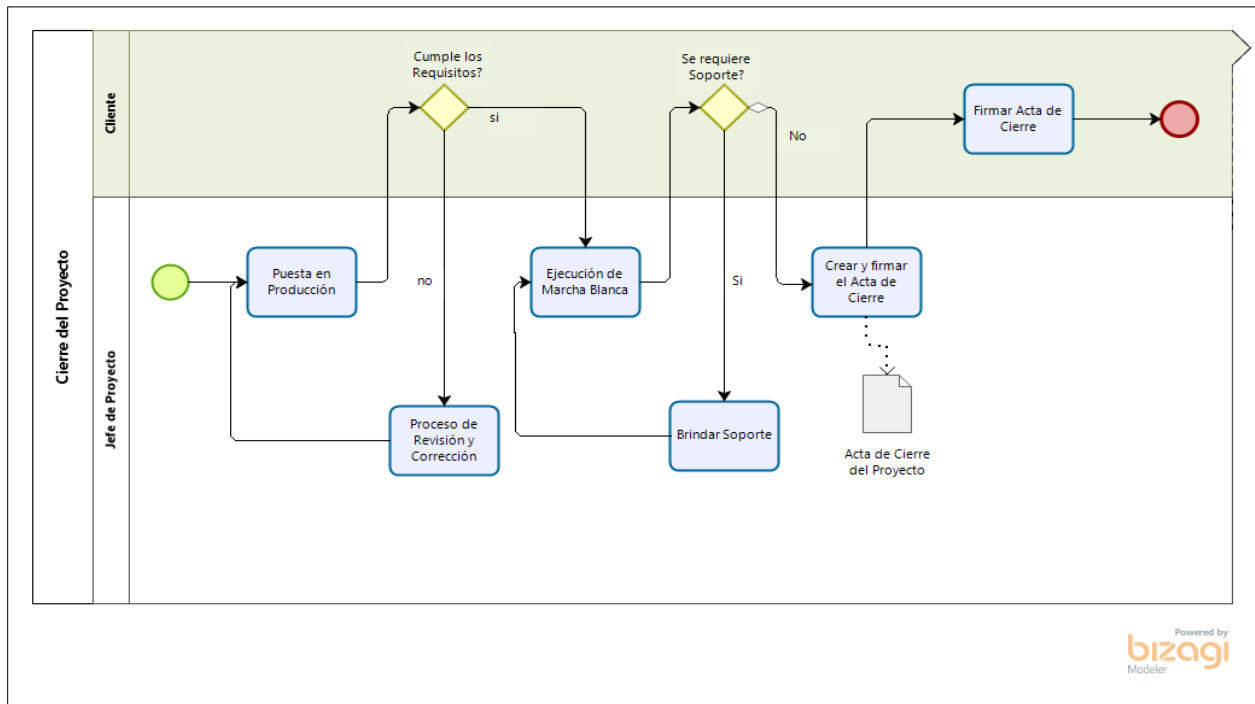 Cierre del Proyecto
Cliente
Cumple los
Requisitos?
si
no
Se requiere
Soporte?
No
Si
Firmar Acta de
Cierre
Jefe de Proyecto
Puesta en
Producción
Proceso de
Revisión y
Corrección
Ejecución de
Marcha Blanca
Brindar Soporte
Crear y firmar
el Acta de
Cierre
Acta de Cierre
del Proyecto
Powered by
bizagi
Modeler